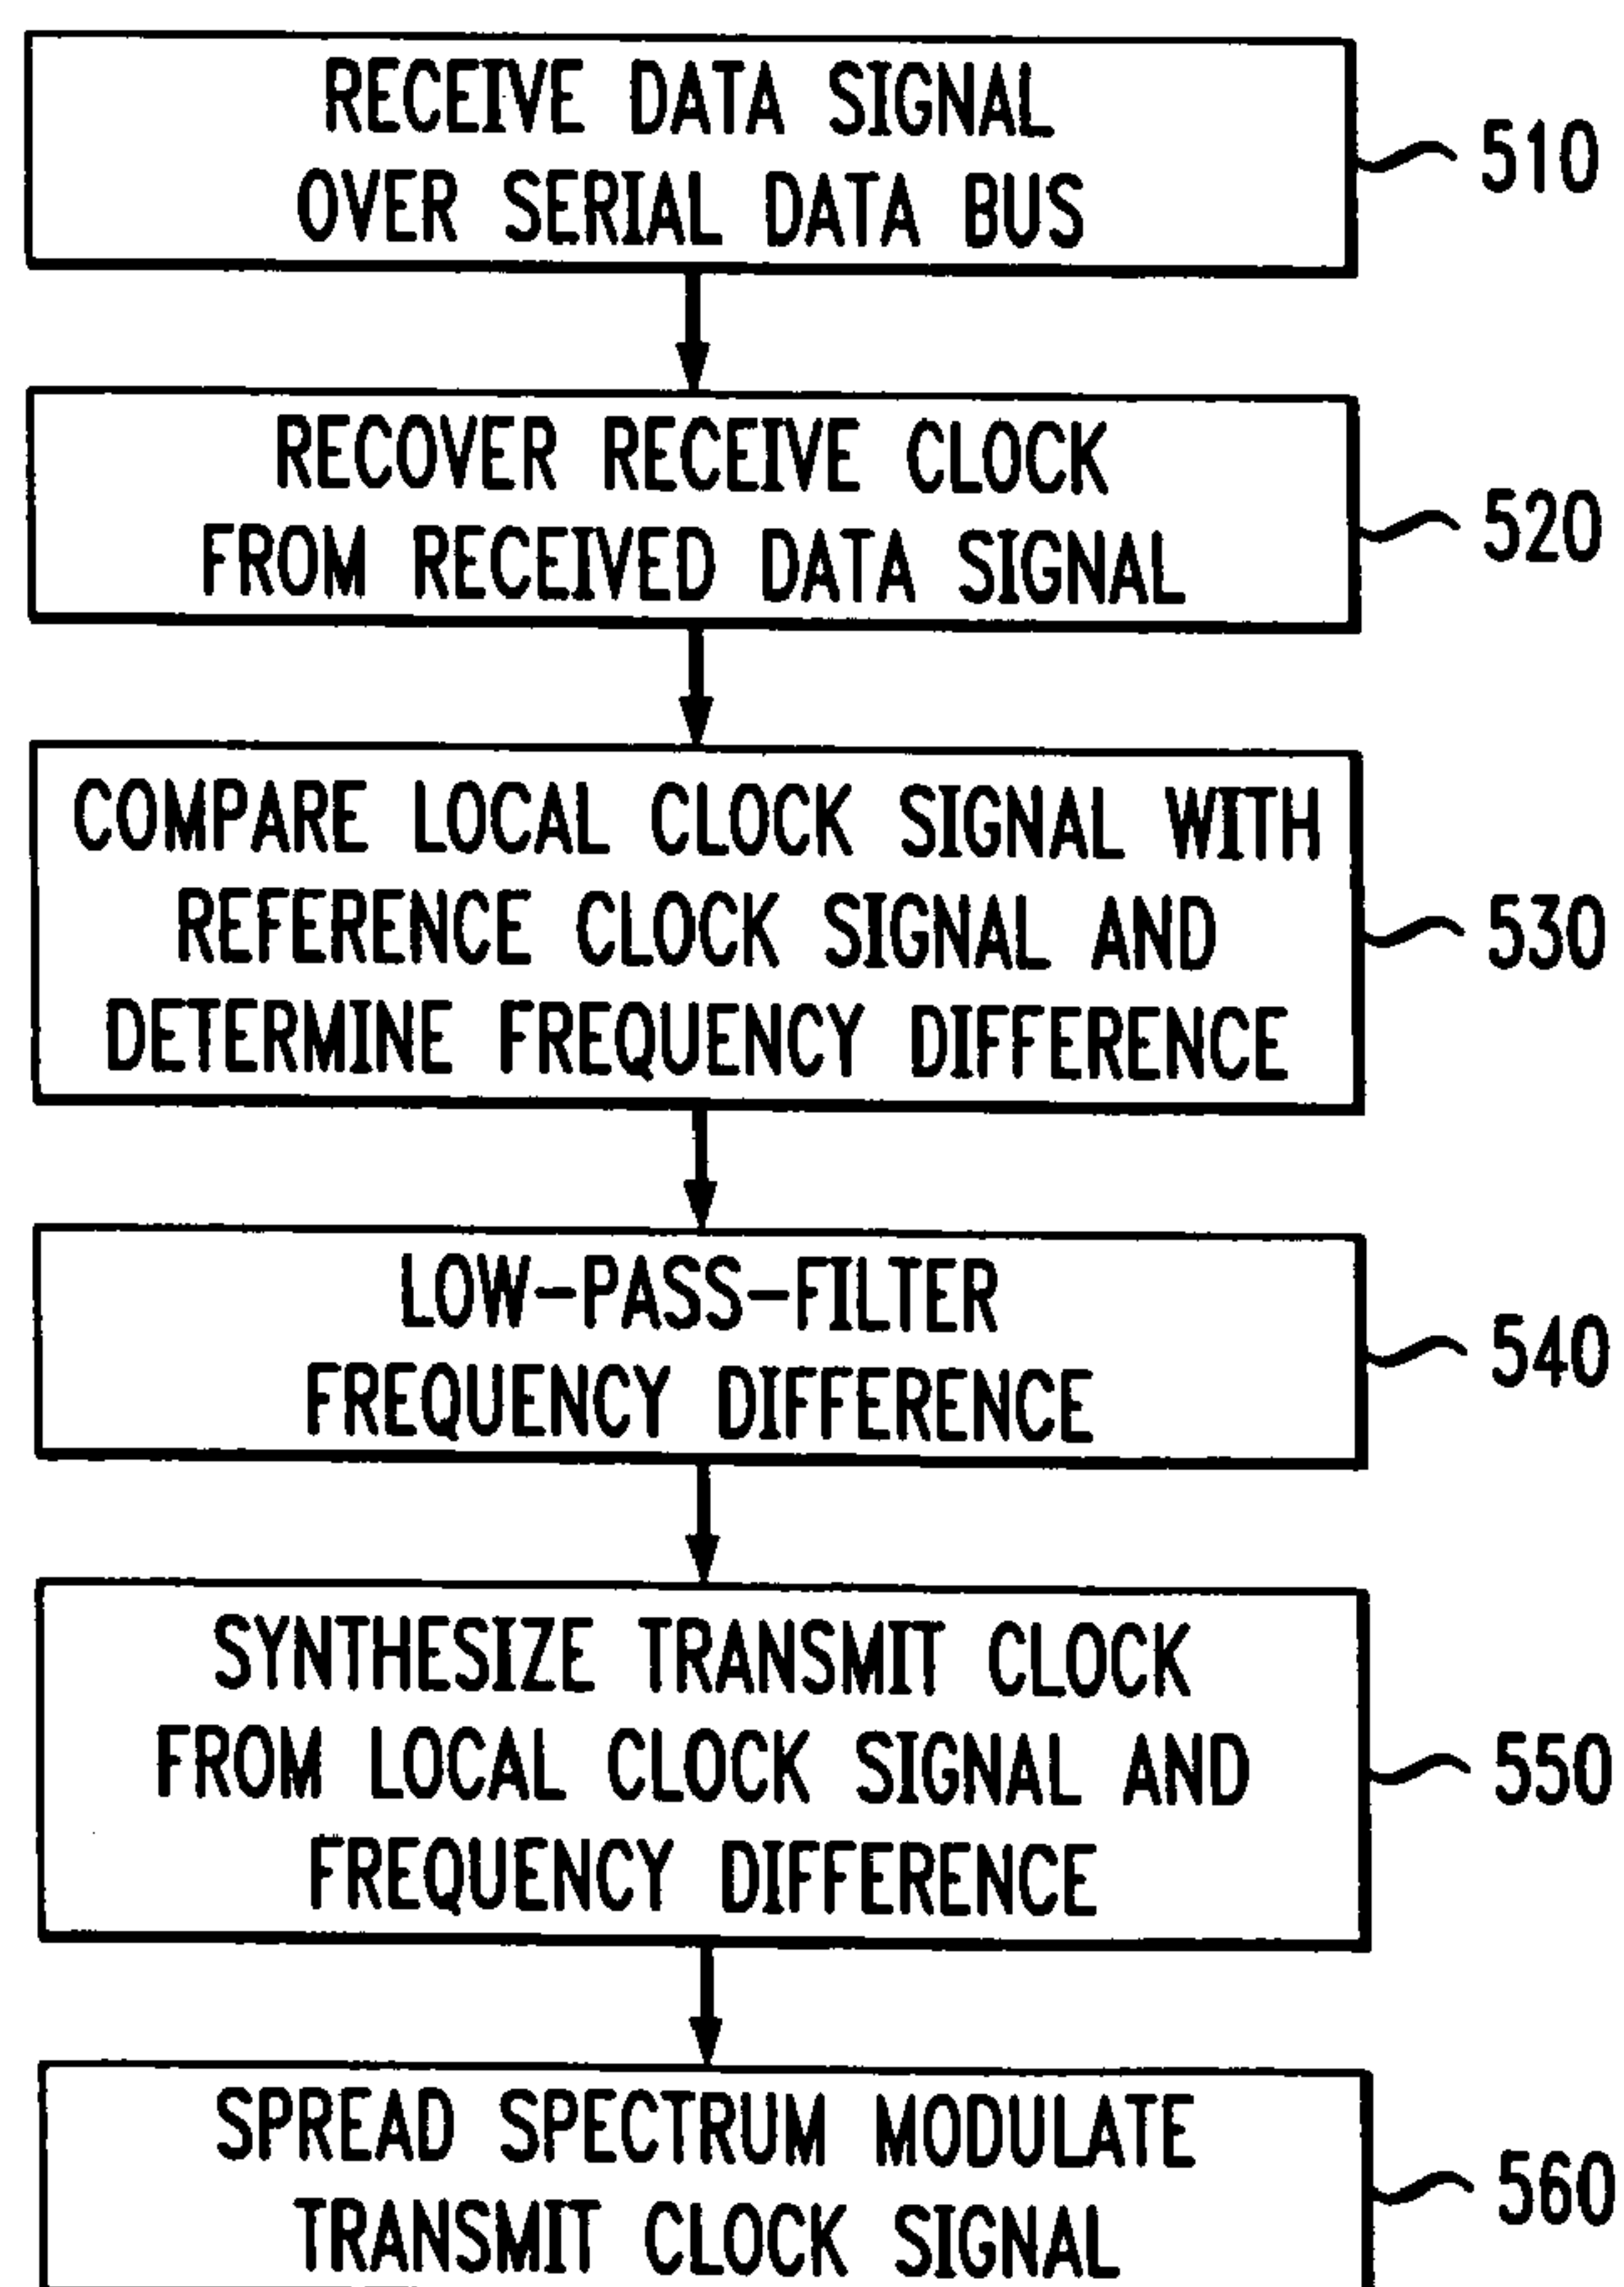 RECEIVE DATA SIGNAL
OVER SERIAL DATA BUS
510
RECOVER RECEIVE CLOCK
FROM RECEIVED DATA SIGNAL
520
COMPARE LOCAL CLOCK SIGNAL WITH
REFERENCE CLOCK SIGNAL AND
DETERMINE FREQUENCY DIFFERENCE
530
LOW-PASS-FILTER
FREQUENCY DIFFERENCE
540
SYNTHESIZE TRANSMIT CLOCK
FROM LOCAL CLOCK SIGNAL AND
FREQUENCY DIFFERENCE
550
SPREAD SPECTRUM MODULATE
TRANSMIT CLOCK SIGNAL
560